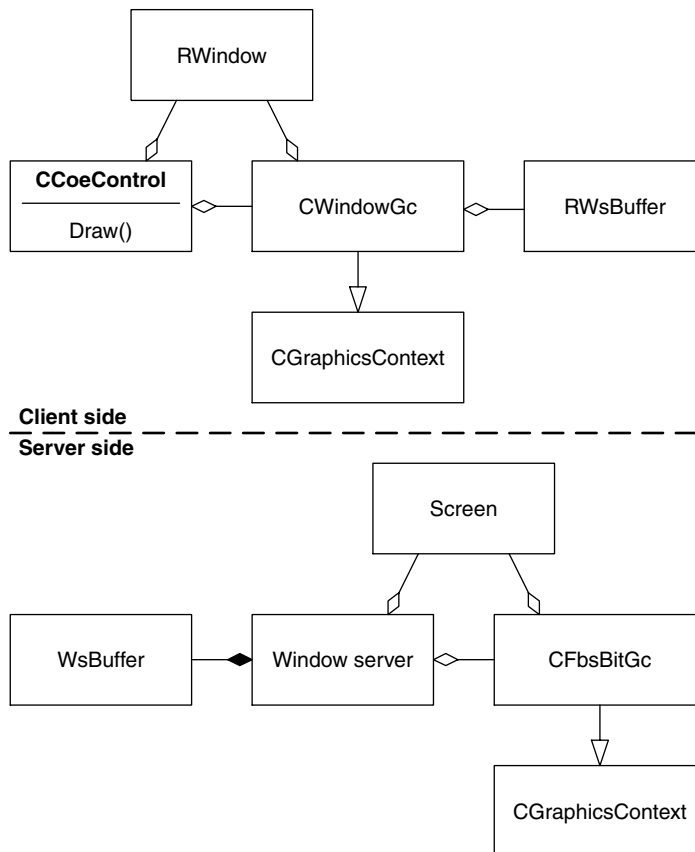 RWindow
CCoeControl
Draw()
CWindowGc
RWsBuffer
CGraphicsContext
Client side
Server side
Screen
WsBuffer
Window server
CFbsBitGc
CGraphicsContext